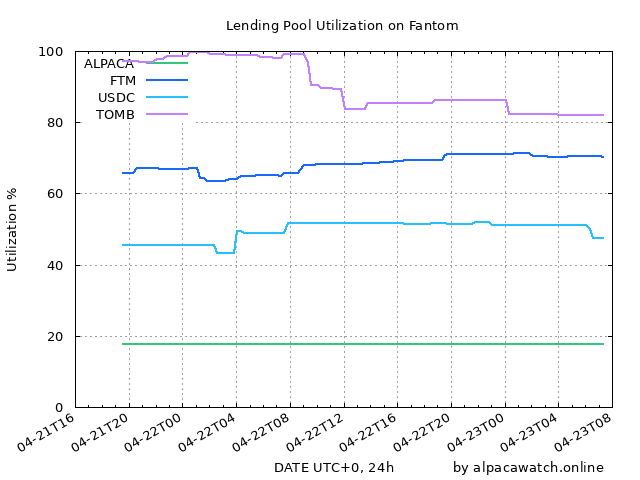 Lending Pool Utilization on Fantom
100
80
60
40
20
0
Utilization %
ALPACA
FTM
USDC
TOMB
04-21T16
04-21T20
04-22T00
04-22T04
04-22T08
04-22T12
04-22T16
04-22T20
04-23T00
04-23T04
04-23T08
DATE UTC+0, 24h
by alpacawatch.online